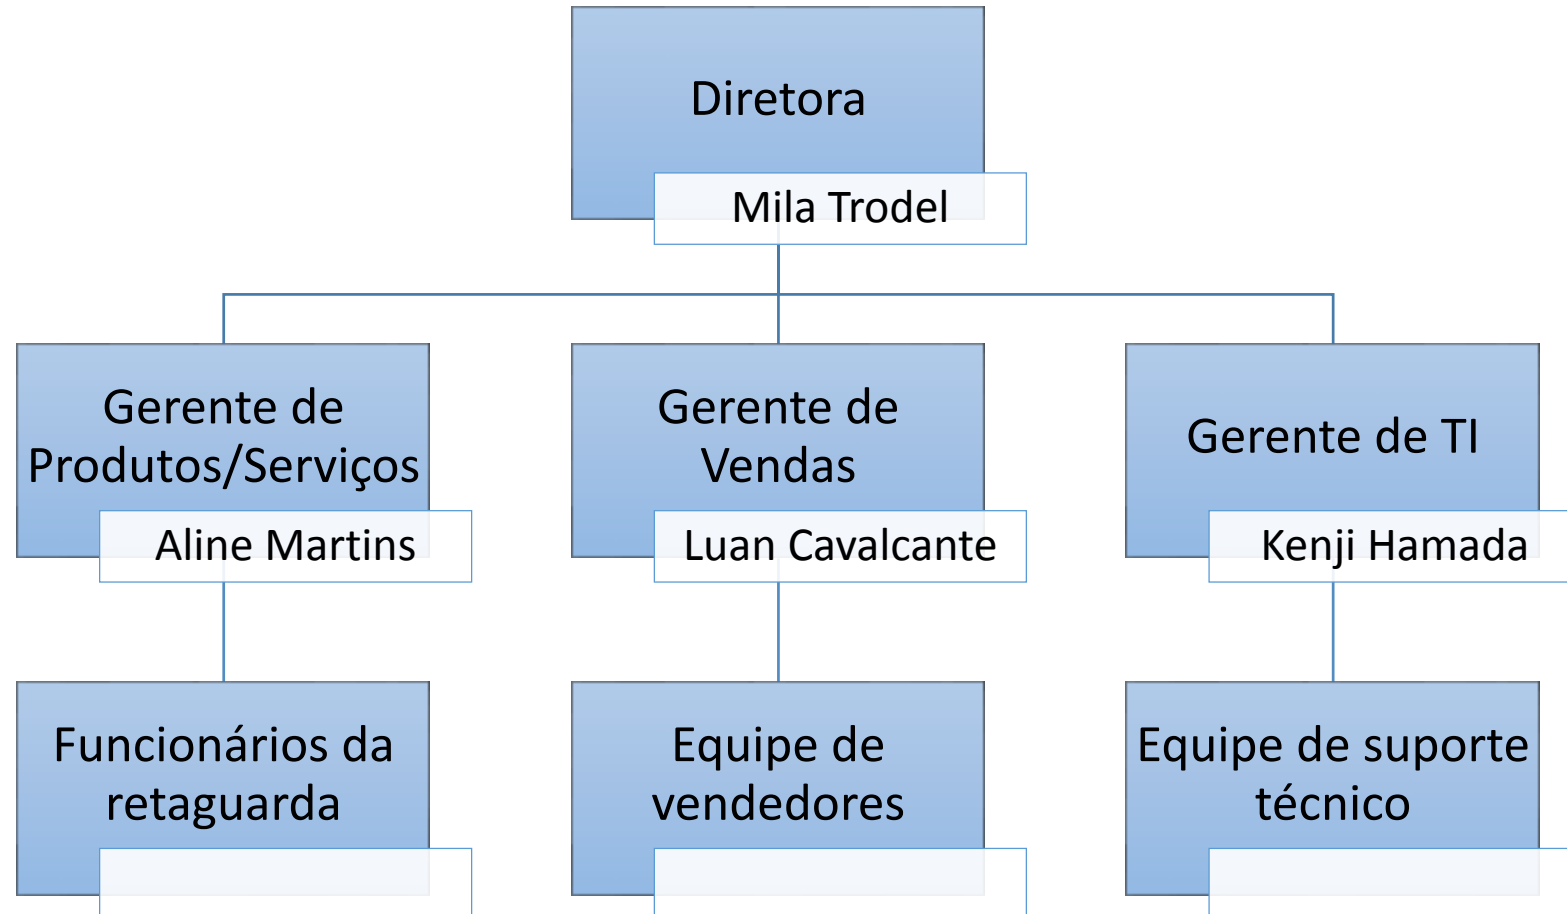 Diretora
Mila Trodel
Gerente de
Produtos/Serviços
Aline Martins
Gerente de
Vendas
Luan Cavalcante
Gerente de TI
Kenji Hamada
Funcionários da
retaguarda
Equipe de
vendedores
Equipe de suporte
técnico